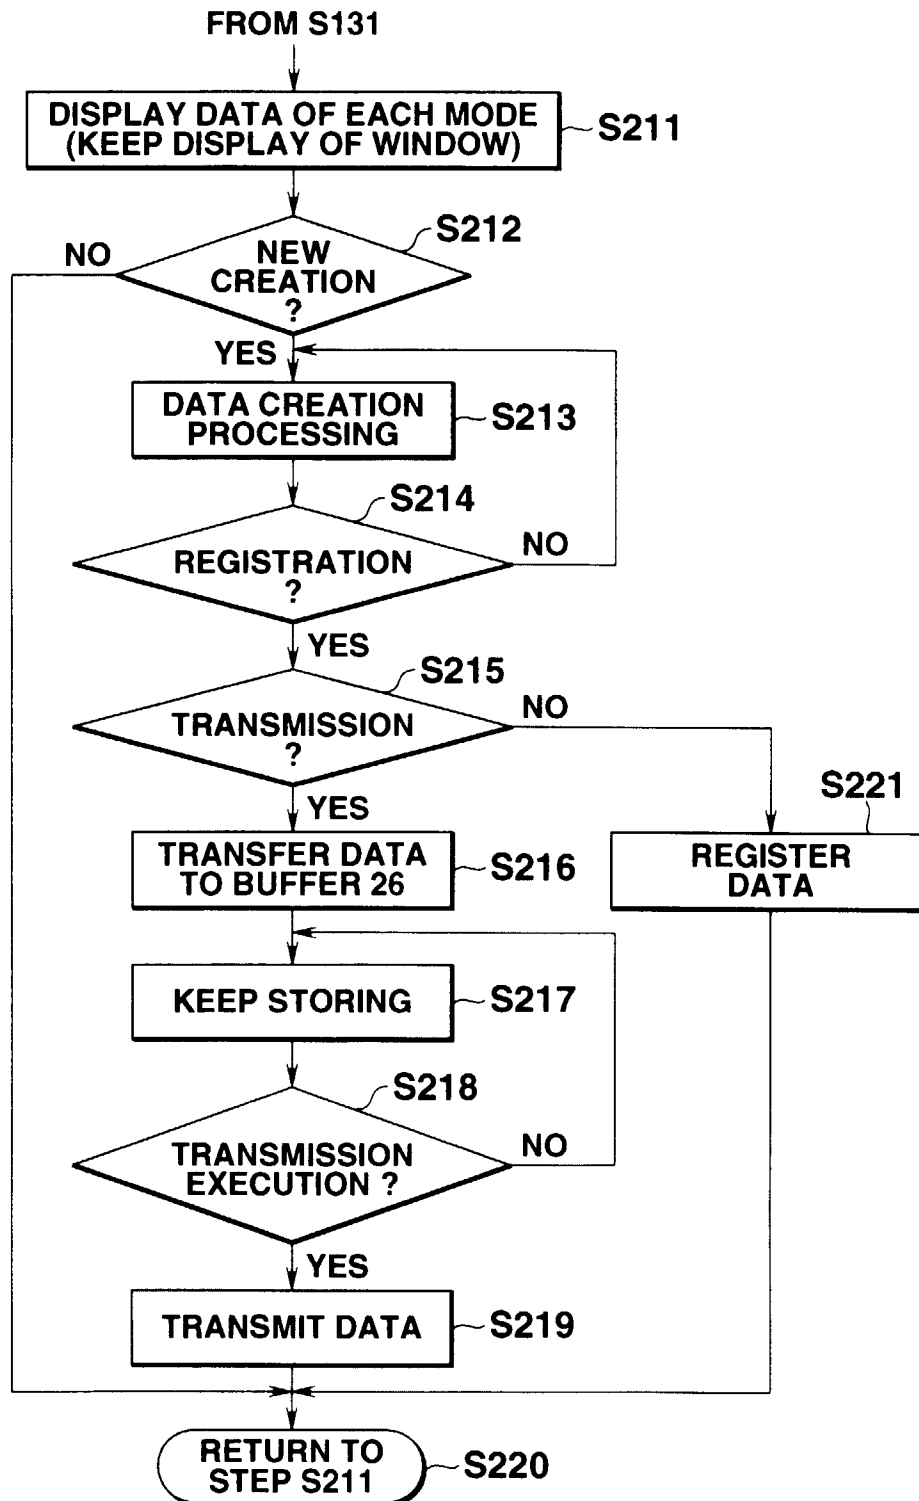 FROM S131
DISPLAY DATA OF EACH MODE
(KEEP DISPLAY OF WINDOW)
S211
S212
NO
NEW
CREATION
?
YES
DATA CREATION
PROCESSING
S213
S214
REGISTRATION
?
NO
YES
S215
TRANSMISSION
?
NO
YES
S221
TRANSFER DATA
TO BUFFER 26
S216
REGISTER
DATA
KEEP STORING
S217
S218
TRANSMISSION
EXECUTION ?
NO
YES
TRANSMIT DATA
S219
RETURN TO
STEP S211
S220